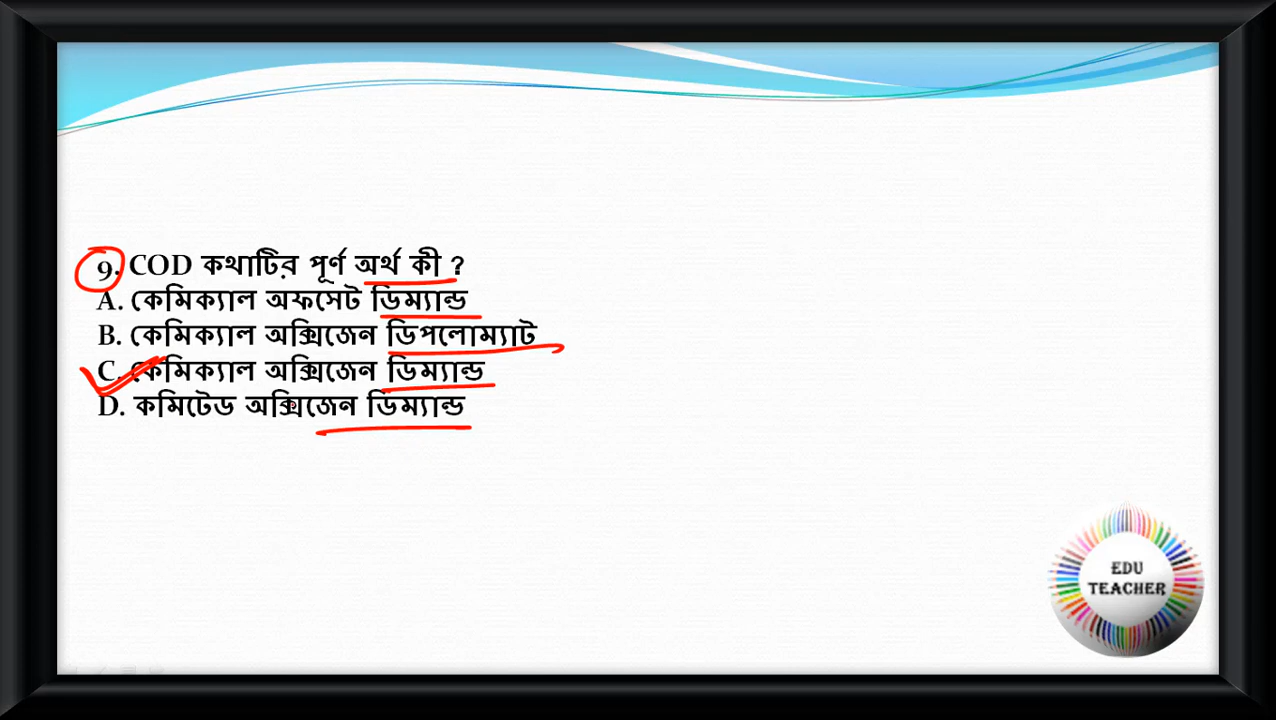 9. COD কথাটির পূর্ণ অর্থ কী ?
A. কেমিক্যাল অফসেট ডিম্যান্ড
B. কেমিক্যাল অক্সিজেন ডিপলোম্যাট
C. কেমিক্যাল অক্সিজেন ডিম্যান্ড
D. কমিটেড অক্সিজেন ডিম্যান্ড
EDU
TEACHER